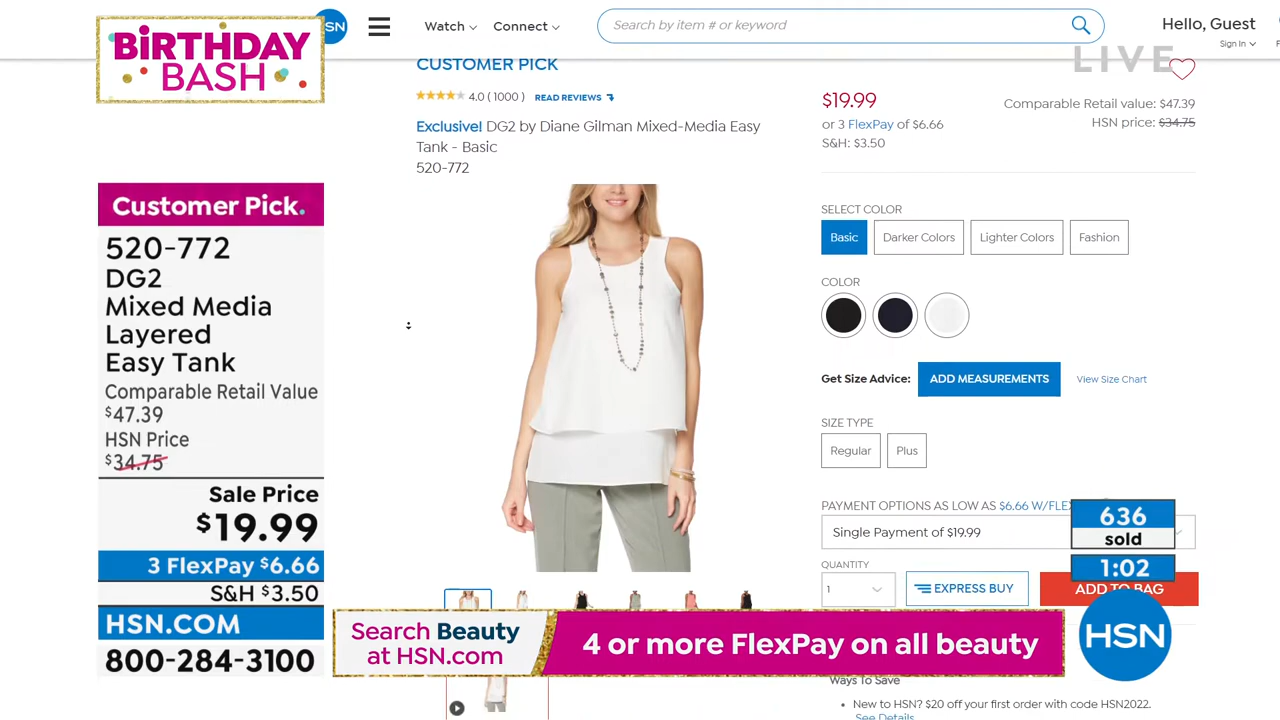 BiRTHDAY
BASH
SN
Watch
Connect
Search by item # or keyword
Hello, Guest
Sign In
LIVE
CUSTOMER PICK
4.0 ( 1000 )
READ REVIEWS
Exclusive! DG2 by Diane Gilman Mixed-Media Easy
Tank - Basic
520-772
$19.99
or 3 FlexPay of $6.66
S&H: $3.50
Comparable Retail value: $47.39
HSN price: $34.75
SELECT COLOR
Basic
Darker Colors
Lighter Colors
Fashion
COLOR
Get Size Advice:
ADD MEASUREMENTS
View Size Chart
SIZE TYPE
Regular
Plus
PAYMENT OPTIONS AS LOW AS $6.66 W/FLE
Single Payment of $19.99
QUANTITY
1
EXPRESS BUY
ADD TO BAG
Customer Pick.
520-772
DG2
Mixed Media
Layered
Easy Tank
Comparable Retail Value
$47.39
HSN Price
$34.75
Sale Price
$19.99
3 FlexPay $6.66
S&H $3.50
HSN.COM
800-284-3100
636
sold
1:02
Search Beauty
at HSN.com
4 or more FlexPay on all beauty
HSN
Ways To Save
New to HSN? $20 off your first order with code HSN2022.
See Details